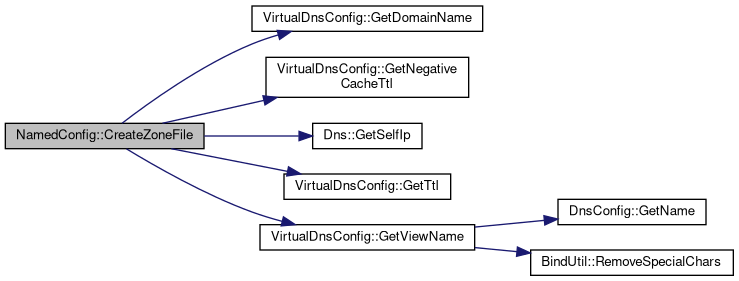 VirtualDnsConfig::GetDomainName
VirtualDnsConfig::GetNegative
CacheTtl
NamedConfig::CreateZoneFile
Dns::GetSelfIp
VirtualDnsConfig::GetTtl
VirtualDnsConfig::GetViewName
DnsConfig::GetName
BindUtil::RemoveSpecialChars